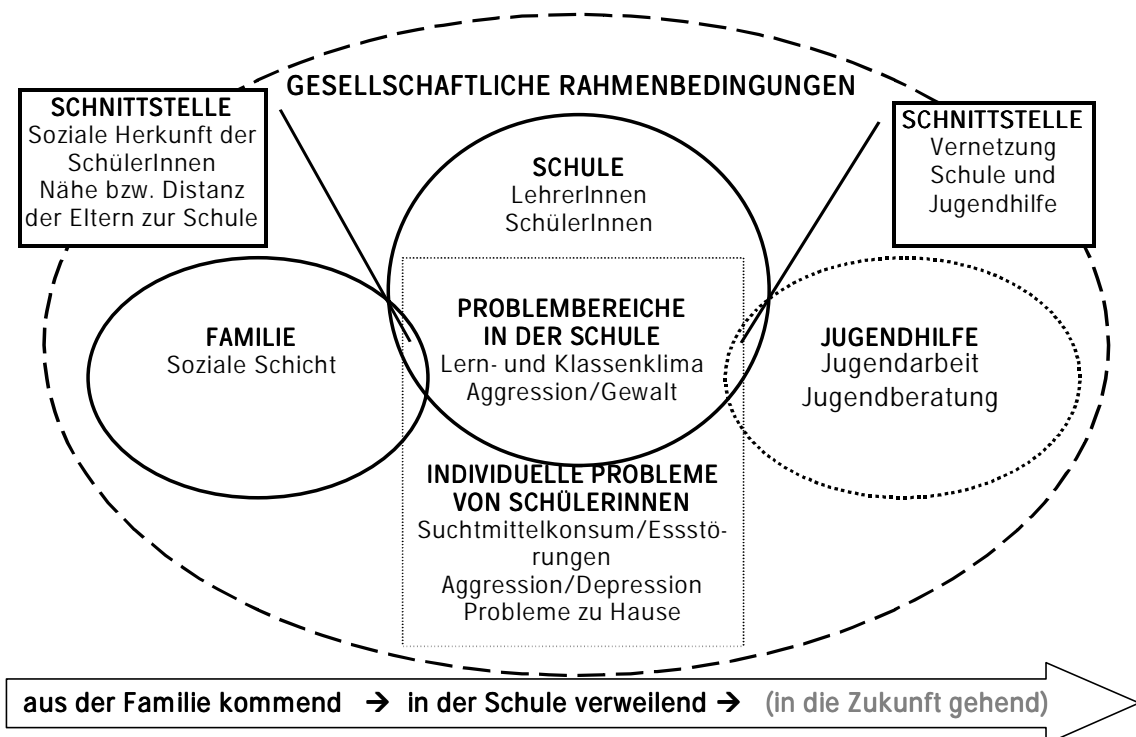 GESELLSCHAFTLICHE RAHMENBEDINGUNGEN
SCHNITTSTELLE
Soziale Herkunft der
SchülerInnen
Nähe bzw. Distanz
der Eltern zur Schule
SCHNITTSTELLE
Vernetzung
Schule und
Jugendhilfe
SCHULE
LehrerInnen
SchülerInnen
FAMILIE
Soziale Schicht
PROBLEMBEREICHE
IN DER SCHULE
Lern- und Klassenklima
Aggression/Gewalt
JUGENDHILFE
Jugendarbeit
Jugendberatung
INDIVIDUELLE PROBLEME
VON SCHÜLERINNEN
Suchtmittelkonsum/Essstö-
rungen
Aggression/Depression
Probleme zu Hause
aus der Familie kommend → in der Schule verweilend → (in die Zukunft gehend)